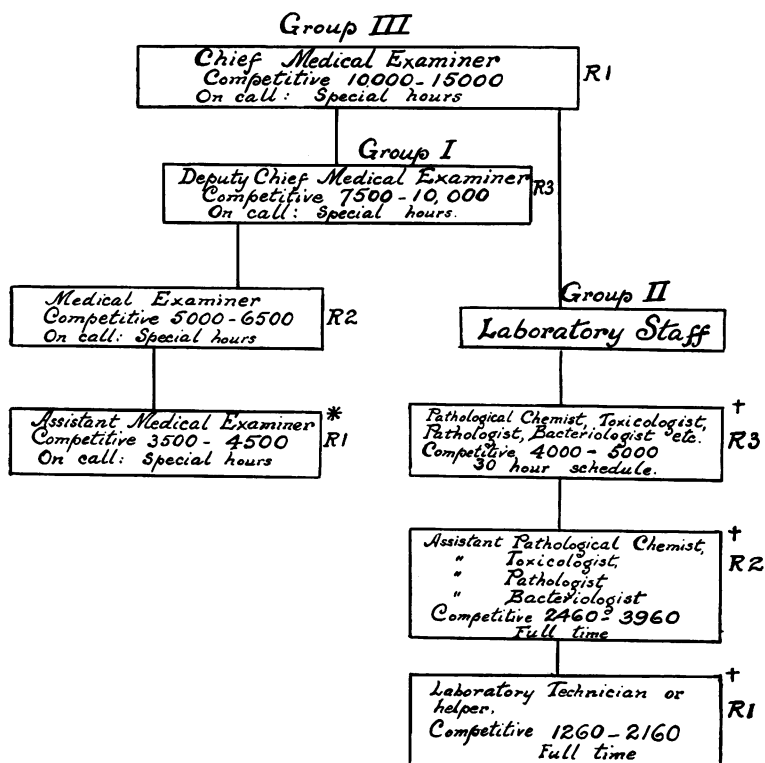 Group III
Chief Medical Examiner
Competitive 10,000-15000
On call: Special hours
R1
Group I
Deputy Chief Medical Examiner
Competitive 7500-10,000
On call: Special hours.
R3
Medical Examiner
Competitive 5000-6500
On call: Special hours
R2
Group II
Laboratory Staff
Assistant Medical Examiner
Competitive 3500-4500
On call: Special hours
*
R1
Pathological Chemist, Toxicologist,
Pathologist, Bacteriologist etc.
Competitive 4000-5000
30 hour schedule.
†
R3
Assistant Pathological Chemist,
" Toxicologist,
" Pathologist
" Bacteriologist
Competitive 2460-3960
Full time
†
R2
Laboratory Technician or
helper,
Competitive 1260-2160
Full time
†
R1